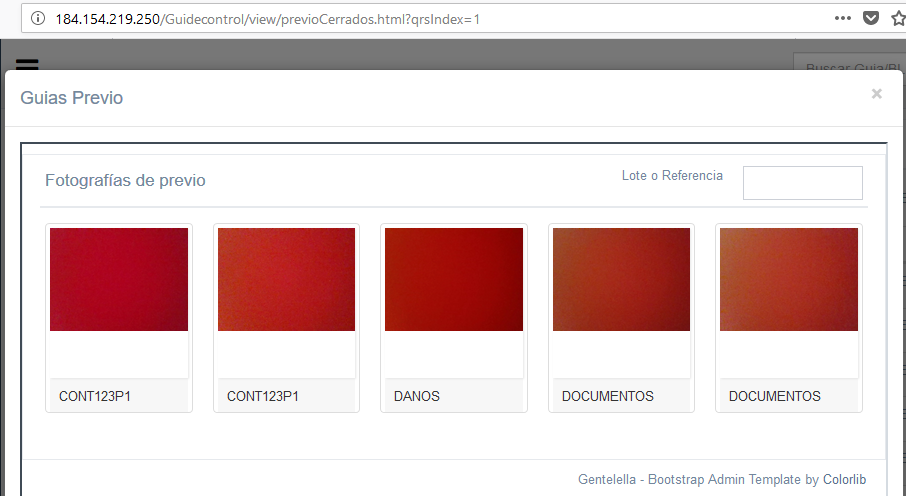 184.154.219.250/Guidecontrol/view/previoCerrados.html?qrsIndex=1
Buscar Guia/BL
Guias Previo
×
Fotografías de previo
Lote o Referencia
CONT123P1
CONT123P1
DANOS
DOCUMENTOS
DOCUMENTOS
Gentelella - Bootstrap Admin Template by Colorlib